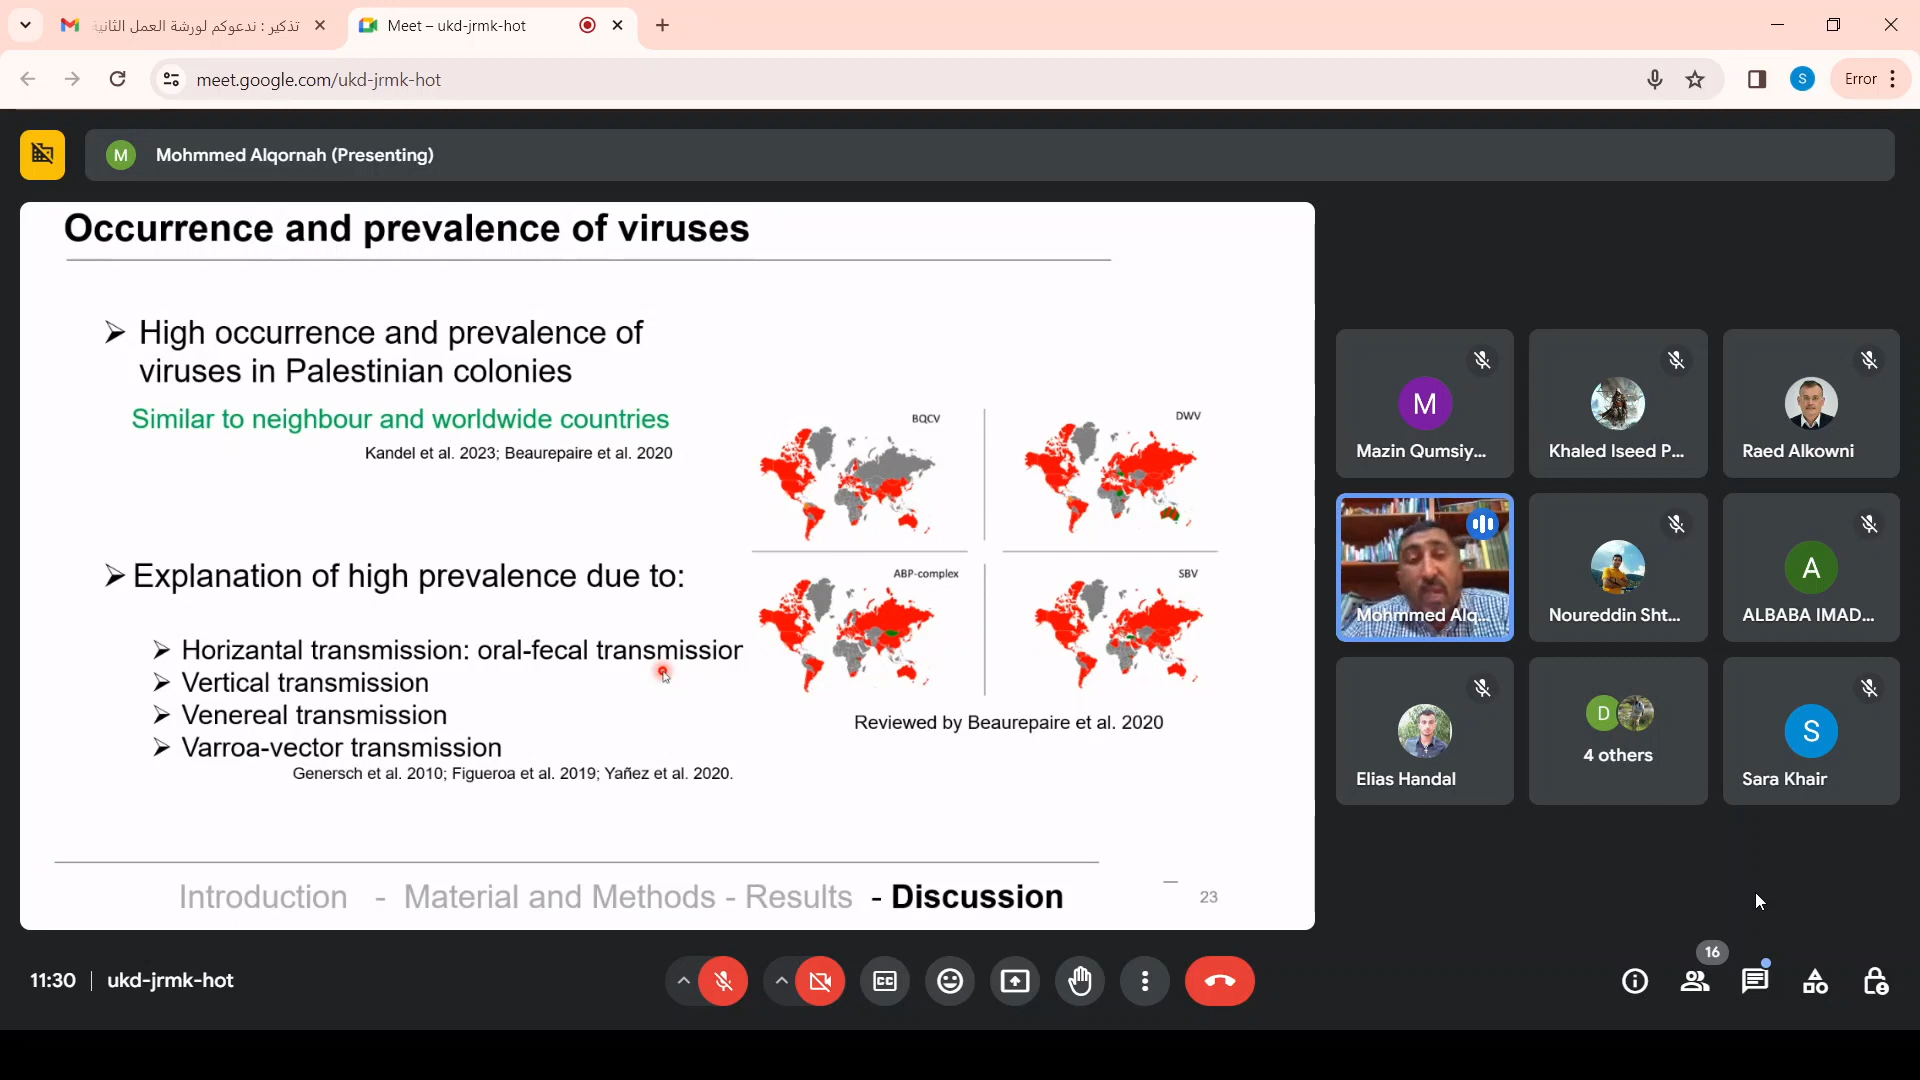 تذكير : ندعوكم لورشة العمل الثانية
Meet – ukd-jrmk-hot
meet.google.com/ukd-jrmk-hot
S
Error
M
Mohmmed Alqornah (Presenting)
Occurrence and prevalence of viruses
➢ High occurrence and prevalence of
viruses in Palestinian colonies
Similar to neighbour and worldwide countries
Kandel et al. 2023; Beaurepaire et al. 2020
➢ Explanation of high prevalence due to:
➢ Horizantal transmission: oral-fecal transmission
➢ Vertical transmission
➢ Venereal transmission
➢ Varroa-vector transmission
Genersch et al. 2010; Figueroa et al. 2019; Yañez et al. 2020.
BQCV
DWV
ABP-complex
SBV
Reviewed by Beaurepaire et al. 2020
Introduction - Material and Methods - Results - Discussion
23
M
Mazin Qumsiy...
Khaled Iseed P...
Raed Alkowni
Mohmmed Alq...
Noureddin Sht...
A
ALBABA IMAD...
Elias Handal
D
4 others
S
Sara Khair
11:30
ukd-jrmk-hot
CC
16